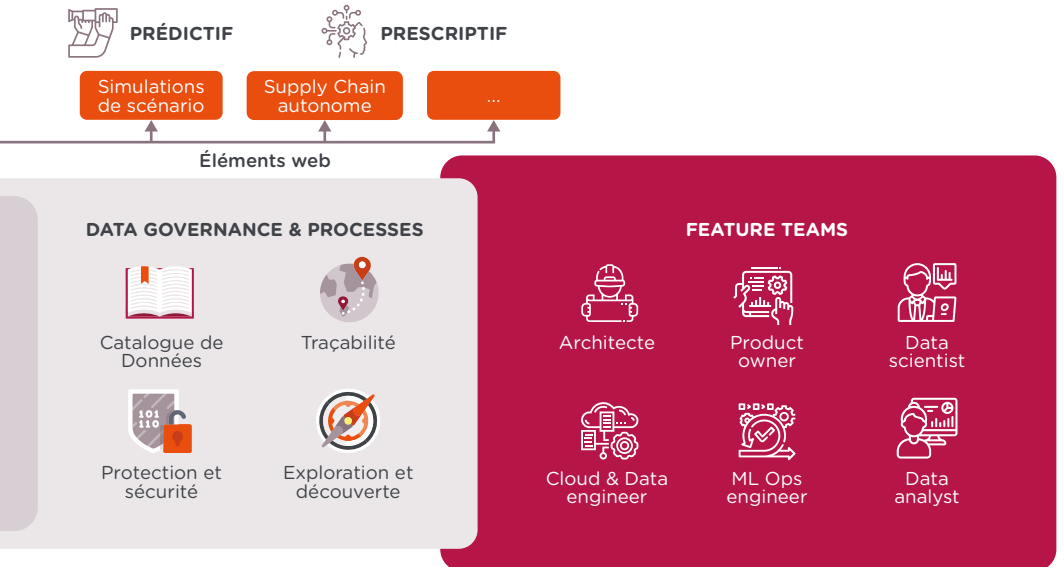 PRÉDICTIF
PRESCRIPTIF
Simulations
de scénario
Supply Chain
autonome
...
Éléments web
DATA GOVERNANCE & PROCESSES
Catalogue de
Données
Traçabilité
101
110
Protection et
sécurité
Exploration et
découverte
FEATURE TEAMS
Architecte
Product
owner
Data
scientist
Cloud & Data
engineer
ML Ops
engineer
Data
analyst